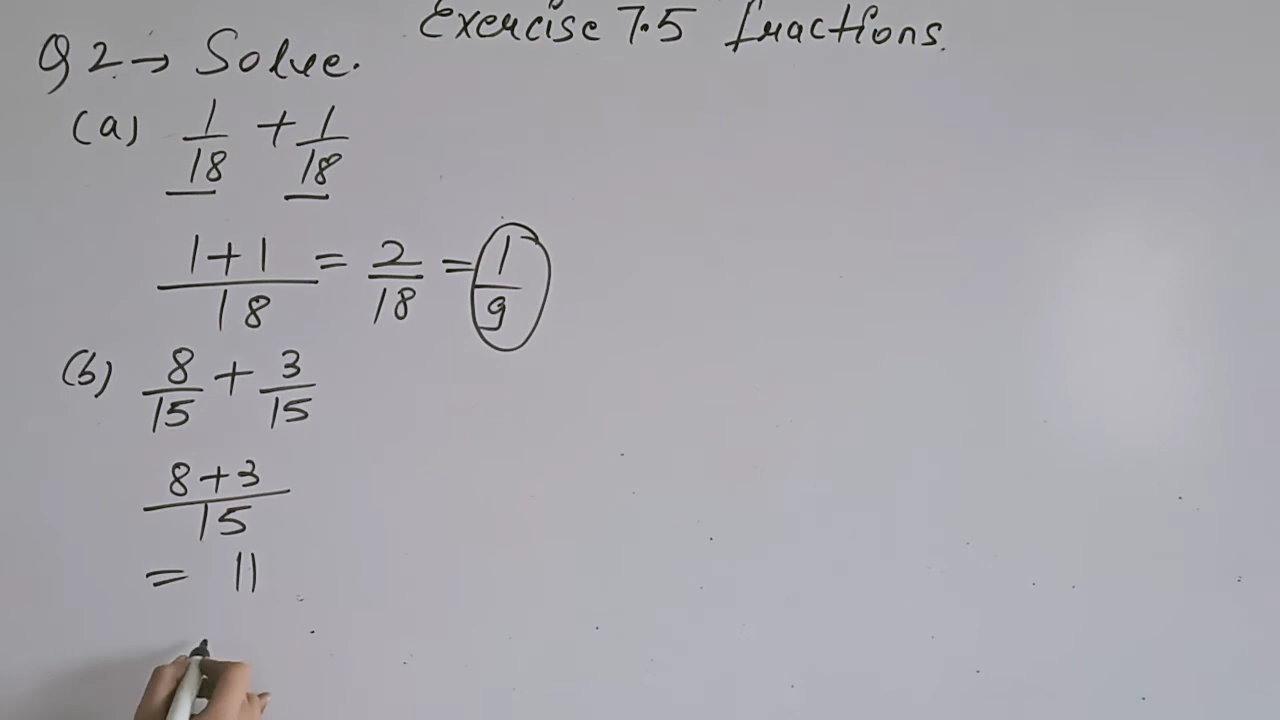 Exercise 7.5 fractions.
Q2→ Solve.
(a) 1/18 + 1/18
1+1/18 = 2/18 = 1/9
(b) 8/15 + 3/15
8+3/15
= 11